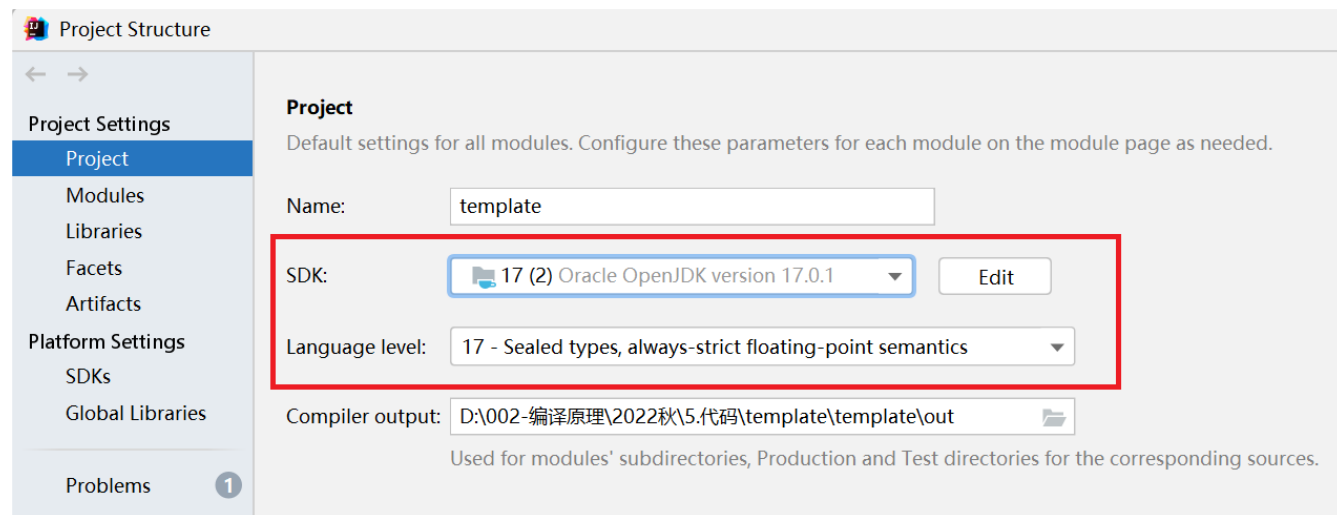 Project Structure
Project Settings
Project
Modules
Libraries
Facets
Artifacts
Platform Settings
SDKs
Global Libraries
Problems 1
Project
Default settings for all modules. Configure these parameters for each module on the module page as needed.
Name: template
SDK: 17 (2) Oracle OpenJDK version 17.0.1 Edit
Language level: 17 - Sealed types, always-strict floating-point semantics
Compiler output: D:\002-编译原理\2022秋\5.代码\template\template\out
Used for modules' subdirectories, Production and Test directories for the corresponding sources.